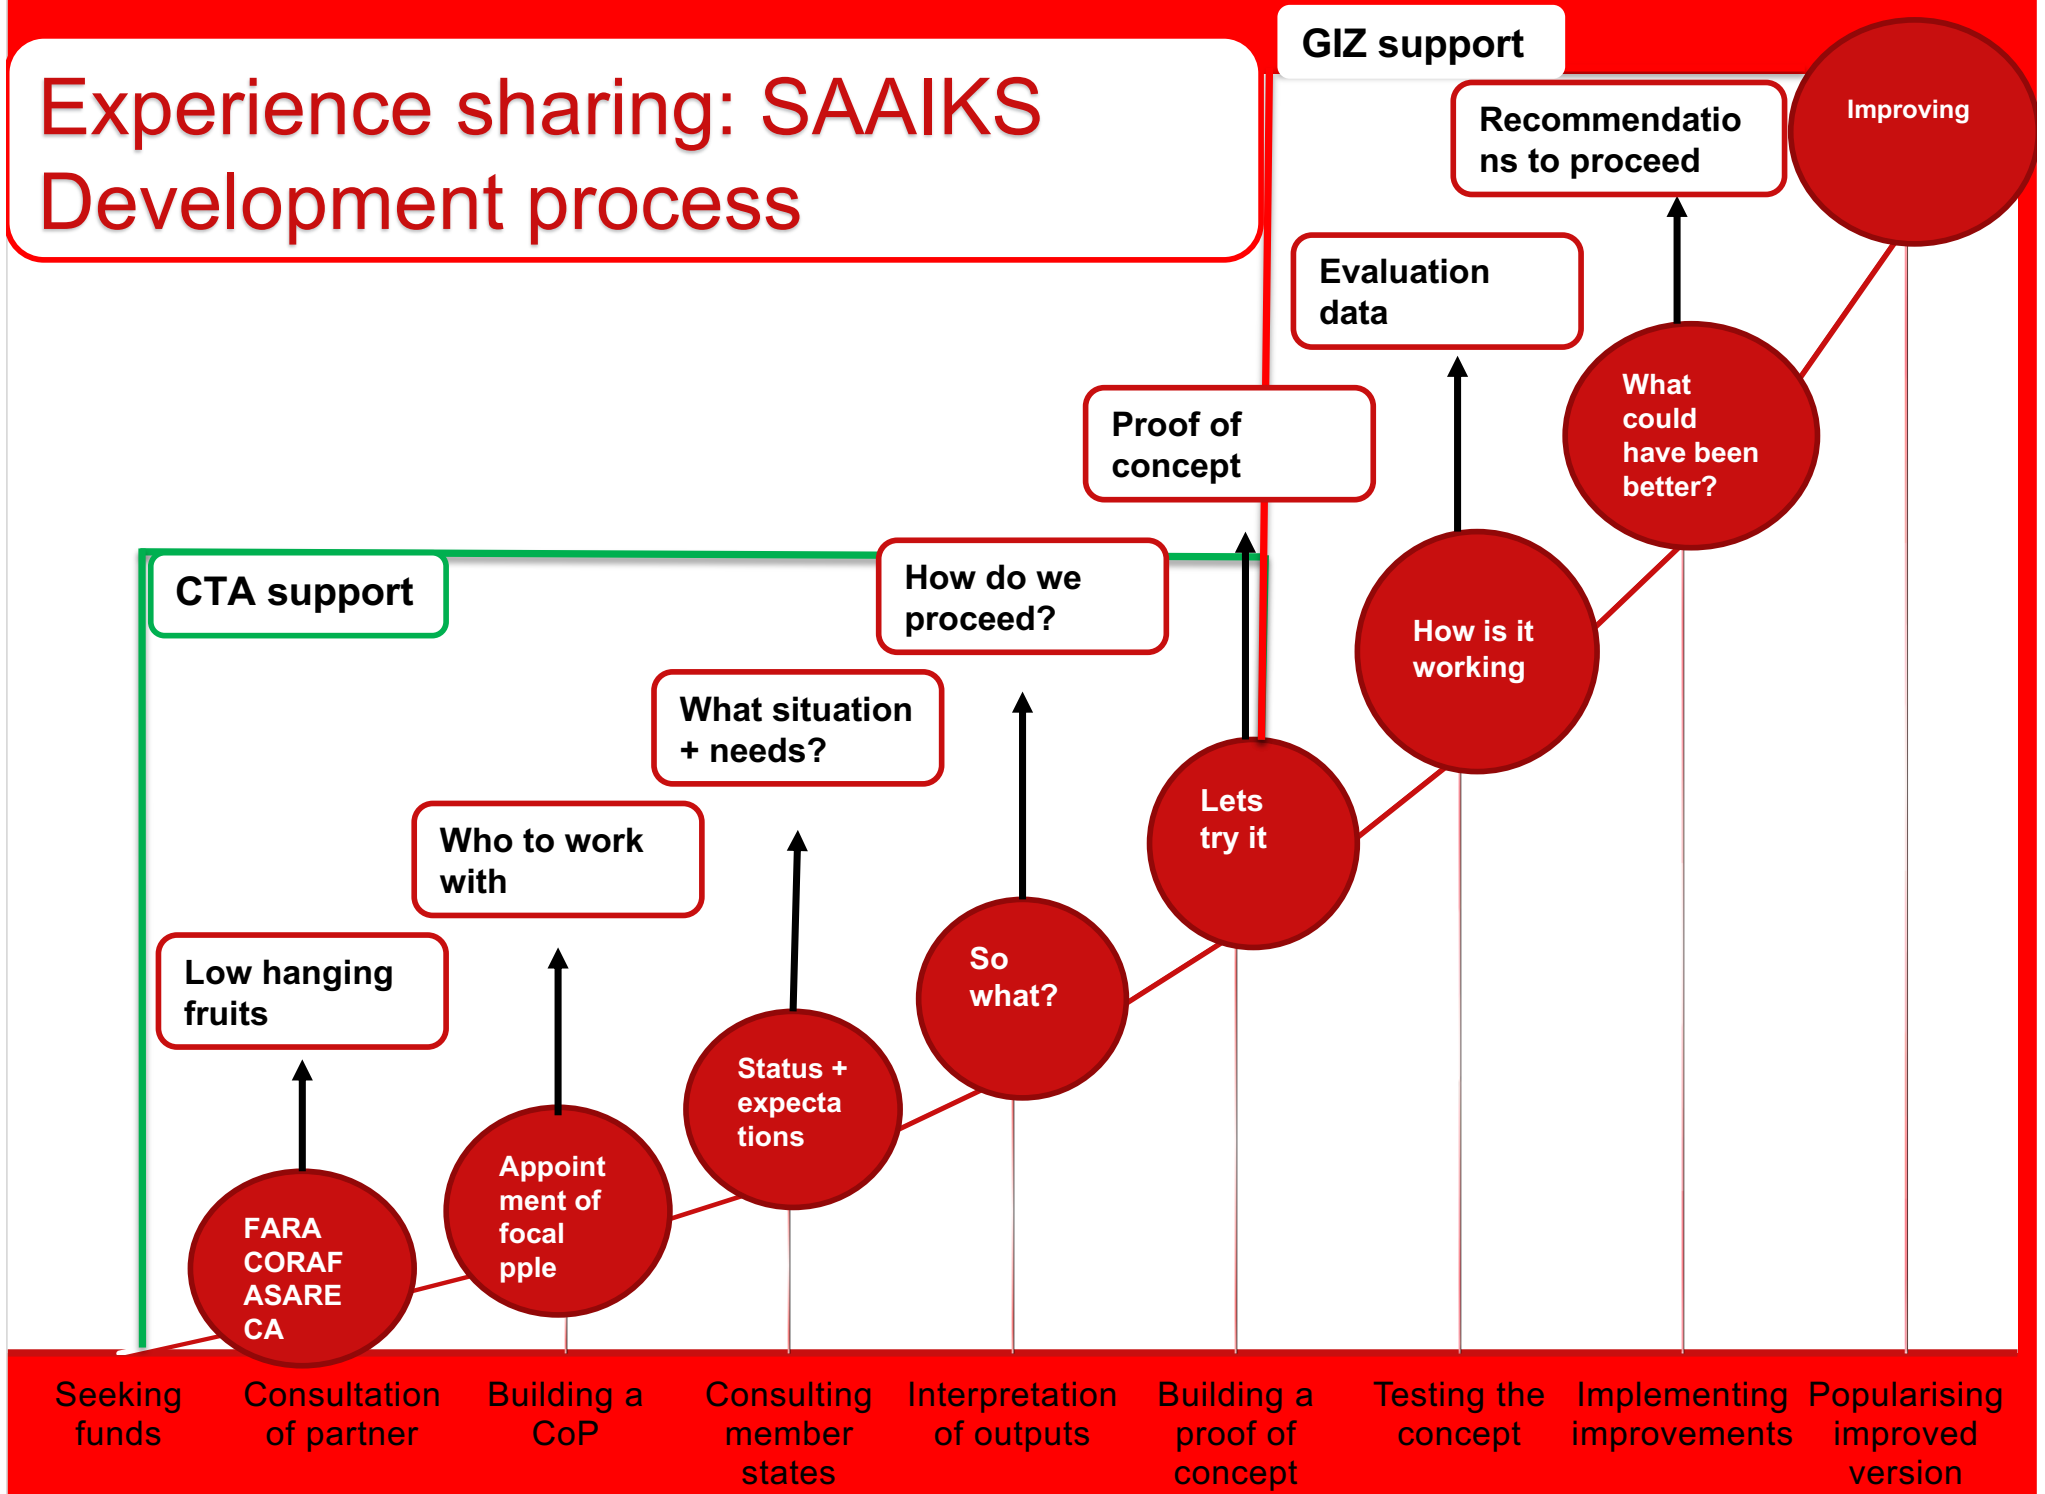 Experience sharing: SAAIKS
Development process
GIZ support
Improving
Recommendatio
ns to proceed
Evaluation
data
What
could
have been
better?
Proof of
concept
How is it
working
CTA support
How do we
proceed?
Lets
try it
What situation
+ needs?
So
what?
Who to work
with
Status +
expecta
tions
Low hanging
fruits
Appoint
ment of
focal
pple
FARA
CORAF
ASARE
CA
Seeking
funds
Consultation
of partner
Building a
CoP
Consulting
member
states
Interpretation
of outputs
Building a
proof of
concept
Testing the
concept
Implementing
improvements
Popularising
improved
version